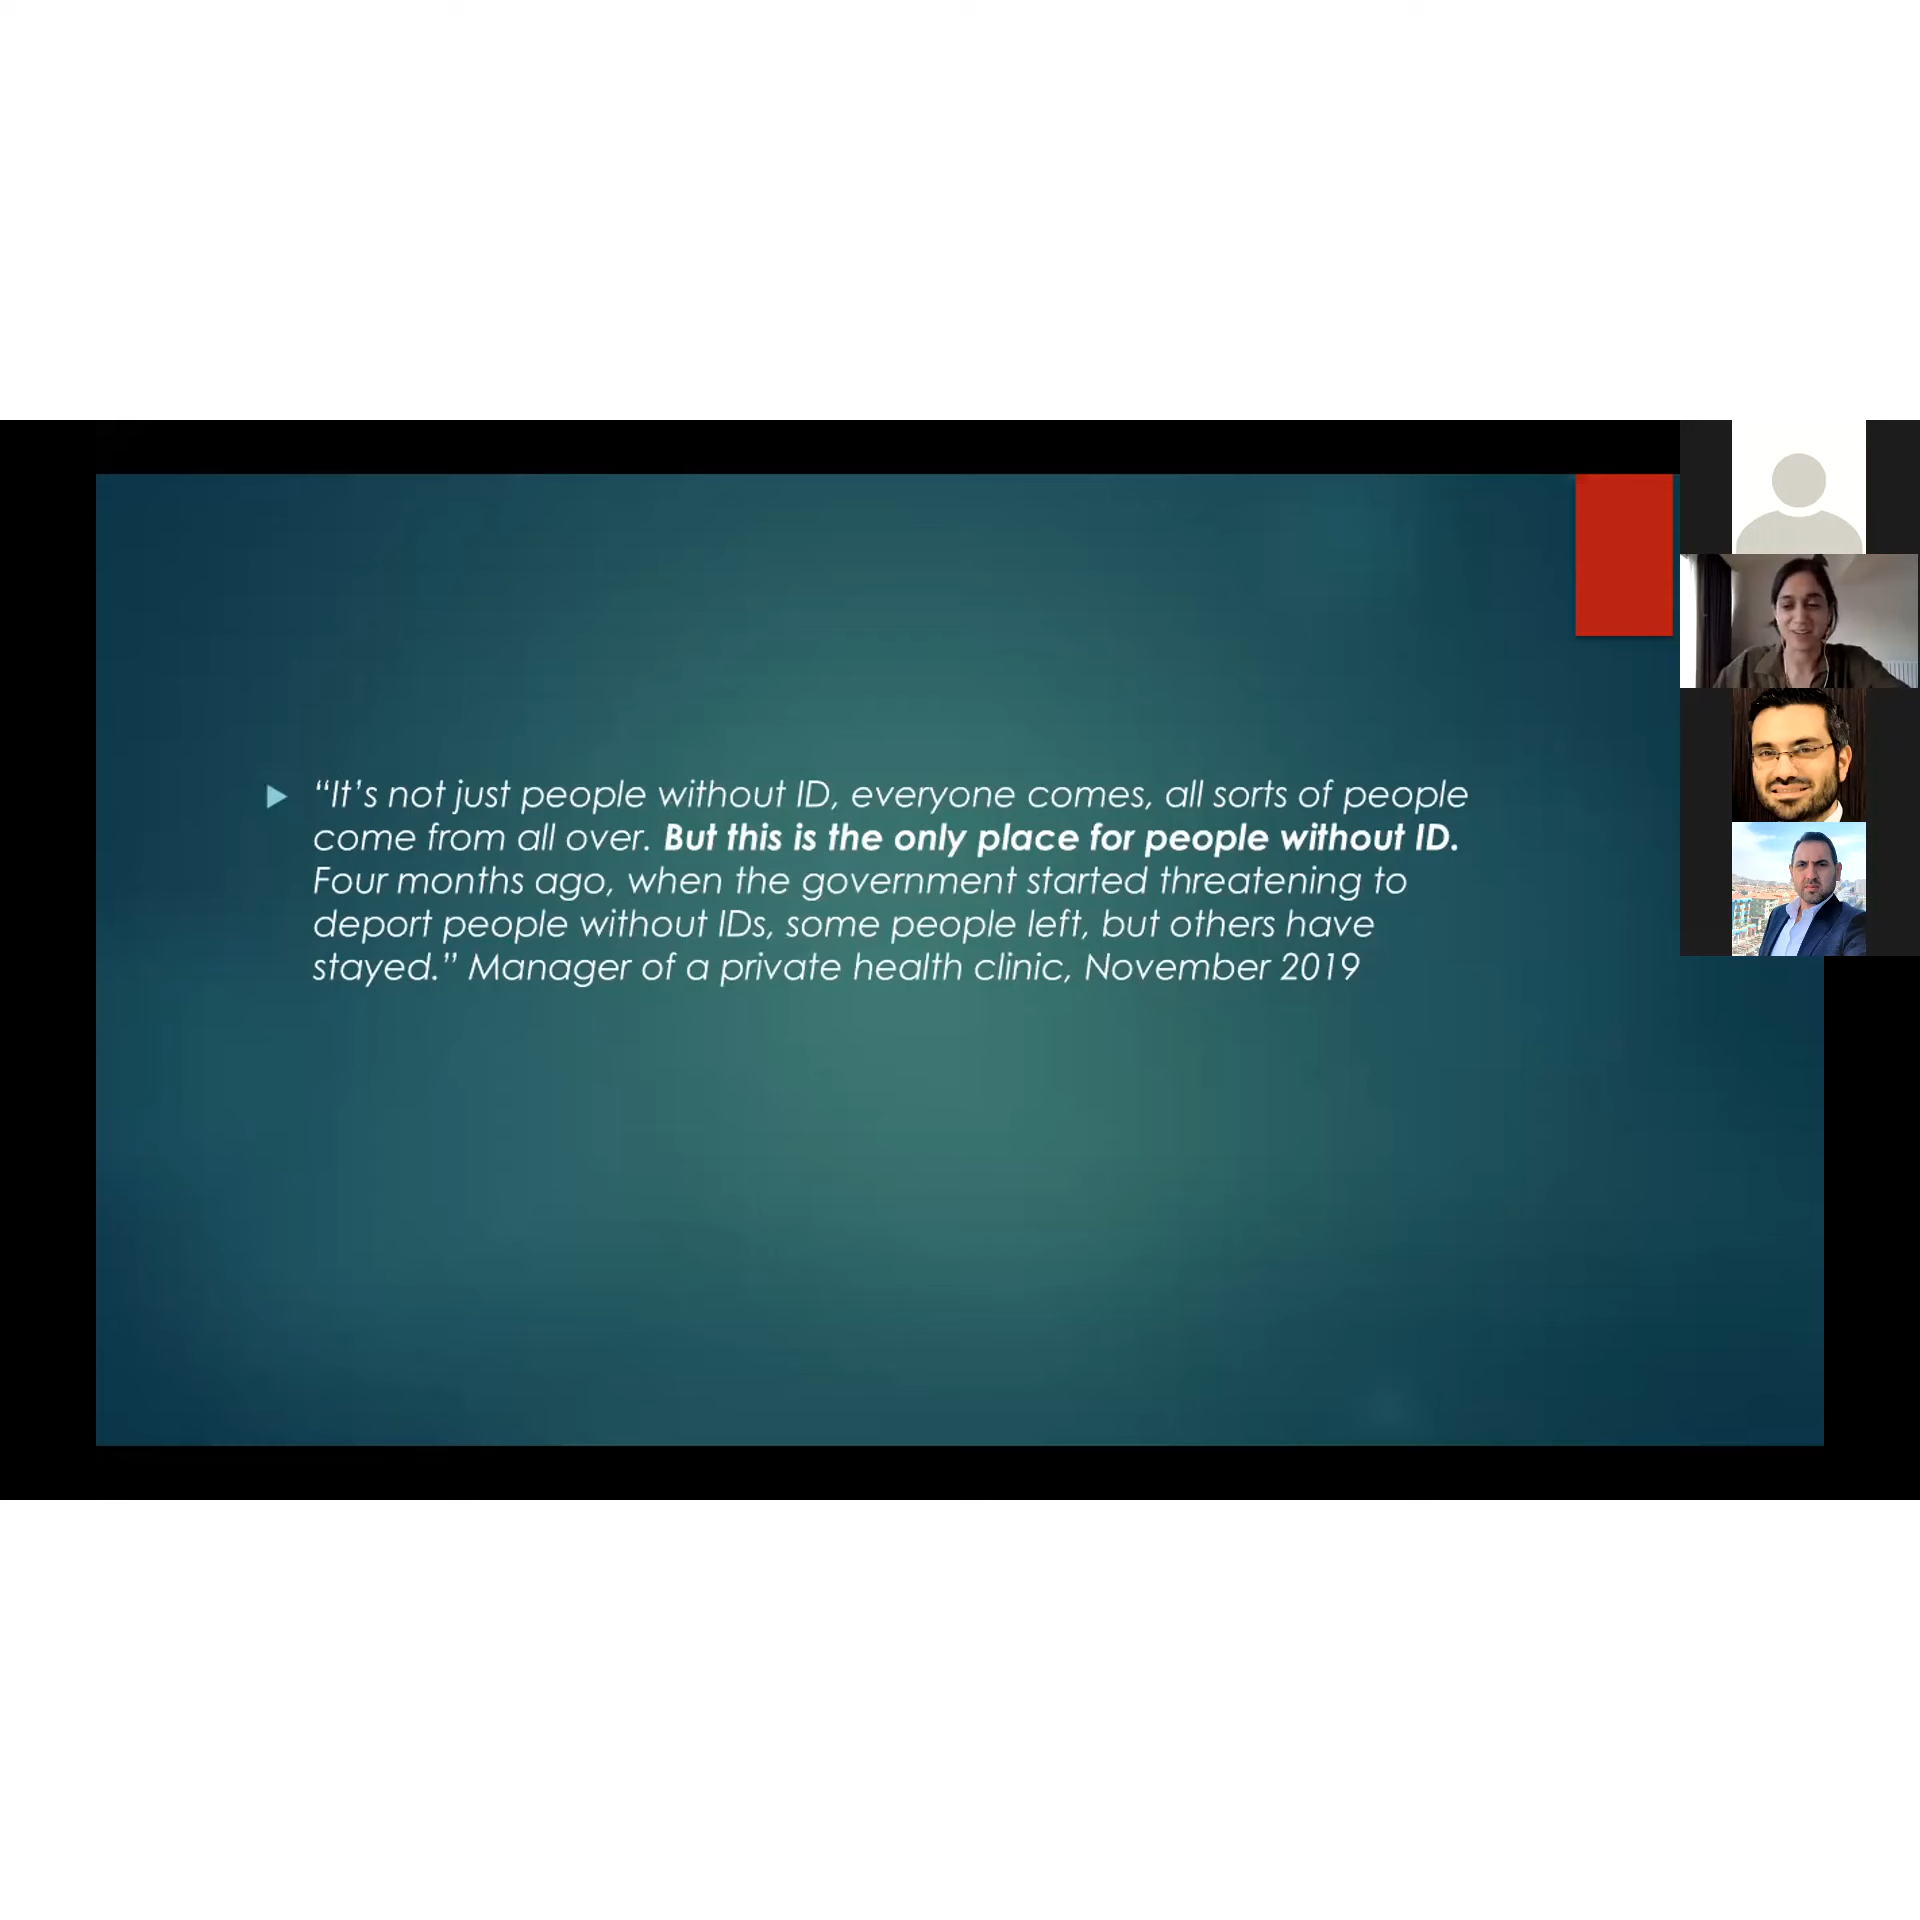 “It’s not just people without ID, everyone comes, all sorts of people
come from all over. But this is the only place for people without ID.
Four months ago, when the government started threatening to
deport people without IDs, some people left, but others have
stayed.” Manager of a private health clinic, November 2019